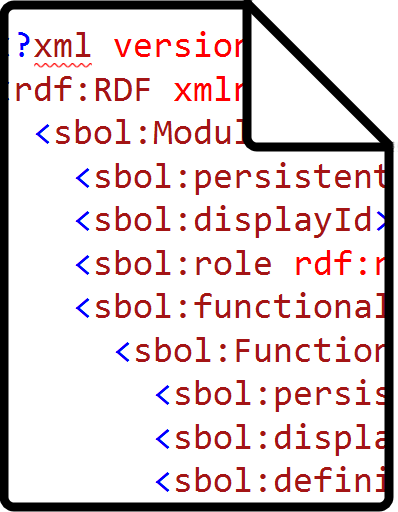 ?xml version
rdf:RDF xmln
<sbol:Modul
<sbol:persistent
<sbol:displayId>
<sbol:role rdf:r
<sbol:functional
<sbol:Function
<sbol:persis
<sbol:displa
<sbol:defini